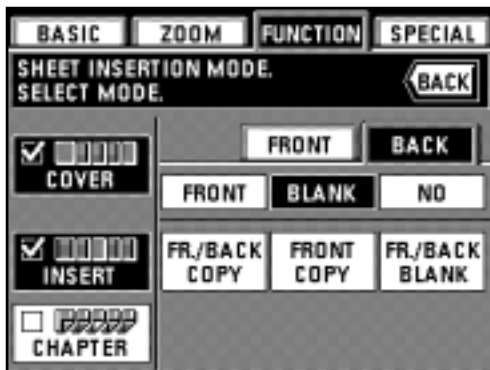 BASIC ZOOM FUNCTION SPECIAL
SHEET INSERTION MODE.
SELECT MODE.
BACK
FRONT BACK
COVER
FRONT BLANK NO
FR./BACK COPY
FRONT COPY
FR./BACK BLANK
INSERT
CHAPTER